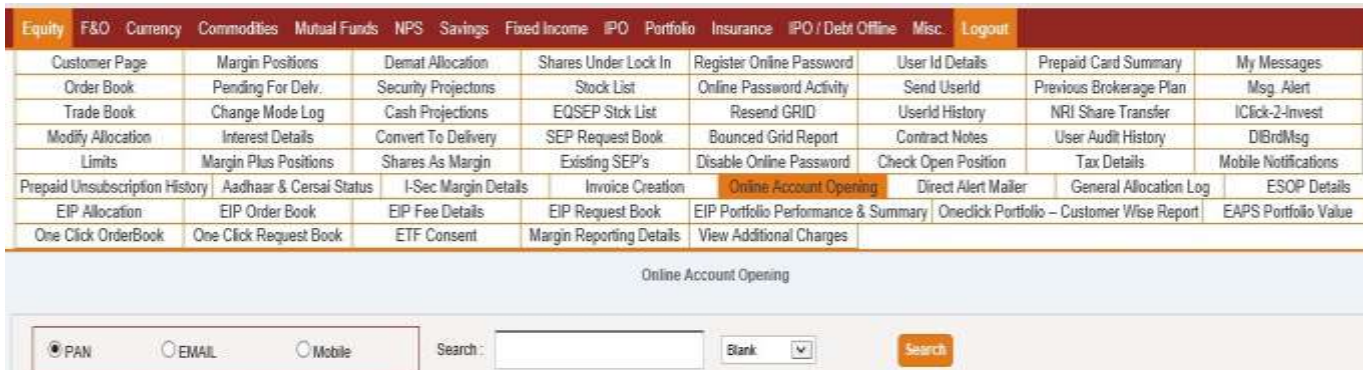 Equity F&O Currency Commodities Mutual Funds NPS Savings Fixed Income IPO Portfolio Insurance IPO / Debt Offline Misc. Logout
Customer Page Margin Positions Demat Allocation Shares Under Lock In Register Online Password User Id Details Prepaid Card Summary My Messages
Order Book Pending For Delv. Security Projectons Stock List Online Password Activity Send UserId Previous Brokerage Plan Msg. Alert
Trade Book Change Mode Log Cash Projections EQSEP Stck List Resend GRID UserId History NRI Share Transfer IClick-2-Invest
Modify Allocation Interest Details Convert To Delivery SEP Request Book Bounced Grid Report Contract Notes User Audit History DIBrdMsg
Limits Margin Plus Positions Shares As Margin Existing SEP's Disable Online Password Check Open Position Tax Details Mobile Notifications
Prepaid Unsubscription History Aadhaar & Cersai Status I-Sec Margin Details Invoice Creation Online Account Opening Direct Alert Mailer General Allocation Log ESOP Details
EIP Allocation EIP Order Book EIP Fee Details EIP Request Book EIP Portfolio Performance & Summary Oneclick Portfolio – Customer Wise Report EAPS Portfolio Value
One Click OrderBook One Click Request Book ETF Consent Margin Reporting Details View Additional Charges
Online Account Opening
PAN EMAIL Mobile Search : Blank Search